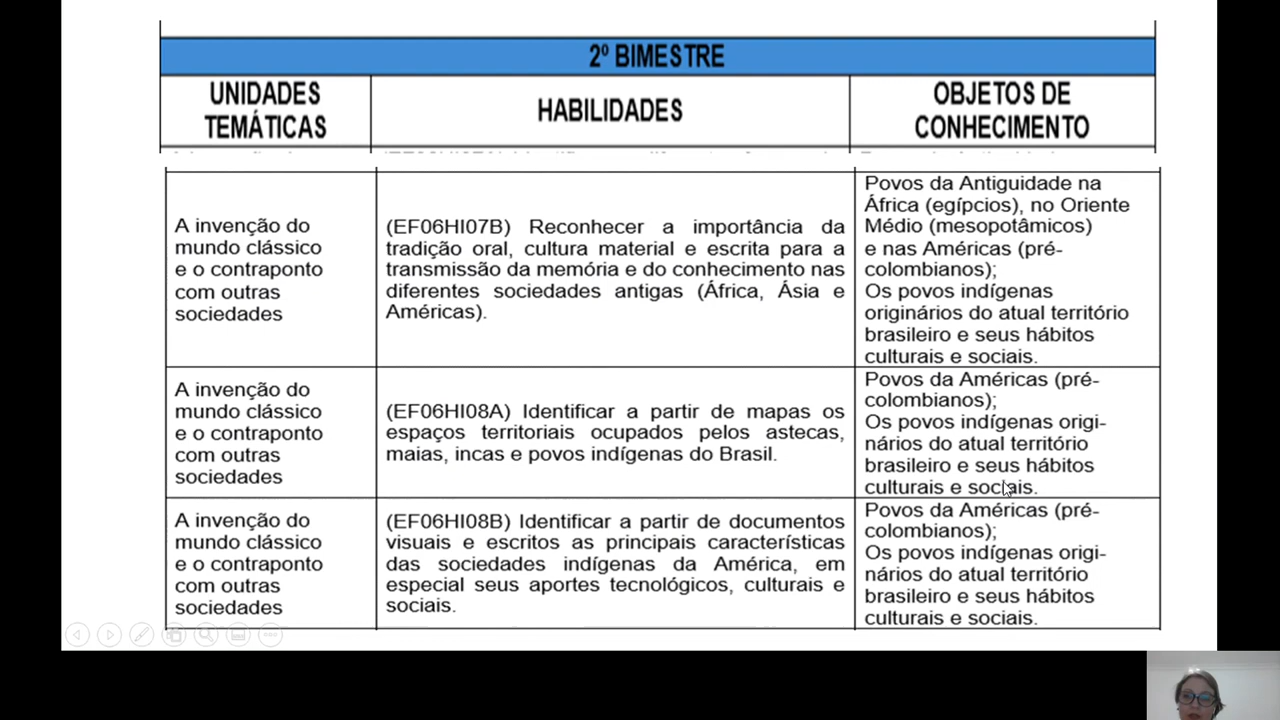 2º BIMESTRE
UNIDADES
TEMÁTICAS
HABILIDADES
OBJETOS DE
CONHECIMENTO
A invenção do
mundo clássico
e o contraponto
com outras
sociedades
(EF06HI07B) Reconhecer a importância da
tradição oral, cultura material e escrita para a
transmissão da memória e do conhecimento nas
diferentes sociedades antigas (África, Ásia e
Américas).
Povos da Antiguidade na
África (egípcios), no Oriente
Médio (mesopotâmicos)
e nas Américas (pré-
colombianos);
Os povos indígenas
originários do atual território
brasileiro e seus hábitos
culturais e sociais.
A invenção do
mundo clássico
e o contraponto
com outras
sociedades
(EF06HI08A) Identificar a partir de mapas os
espaços territoriais ocupados pelos astecas,
maias, incas e povos indígenas do Brasil.
Povos da Américas (pré-
colombianos);
Os povos indígenas origi-
nários do atual território
brasileiro e seus hábitos
culturais e sociais.
A invenção do
mundo clássico
e o contraponto
com outras
sociedades
(EF06HI08B) Identificar a partir de documentos
visuais e escritos as principais características
das sociedades indígenas da América, em
especial seus aportes tecnológicos, culturais e
sociais.
Povos da Américas (pré-
colombianos);
Os povos indígenas origi-
nários do atual território
brasileiro e seus hábitos
culturais e sociais.